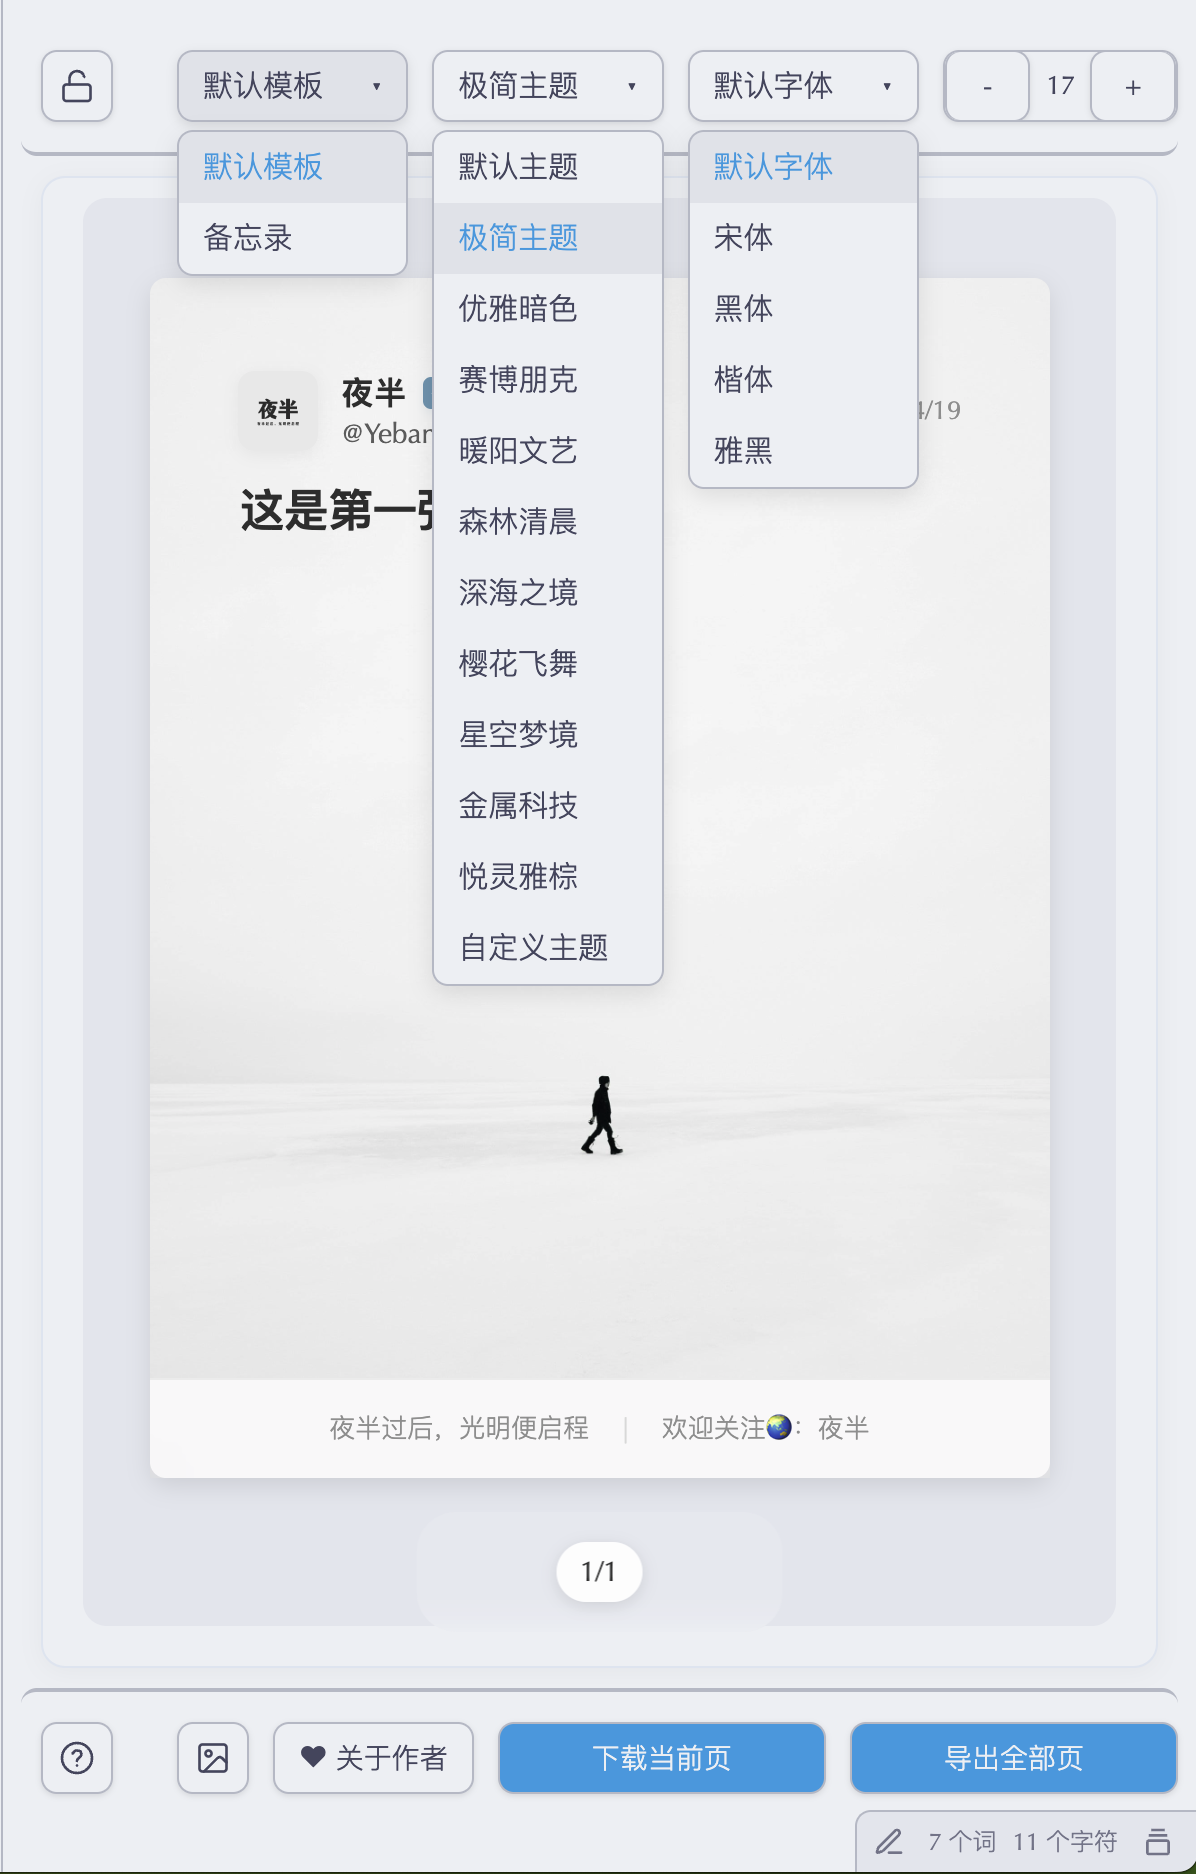 默认模板 极简主题 默认字体 - 17 +
默认模板
备忘录
默认主题
极简主题
优雅暗色
赛博朋克
暖阳文艺
森林清晨
深海之境
樱花飞舞
星空梦境
金属科技
悦灵雅棕
自定义主题
默认字体
宋体
黑体
楷体
雅黑
夜半
夜半
@Yeban
/19
这是第一
夜半过后，光明便启程 | 欢迎关注🌏：夜半
1/1
关于作者 下载当前页 导出全部页
7 个词 11 个字符